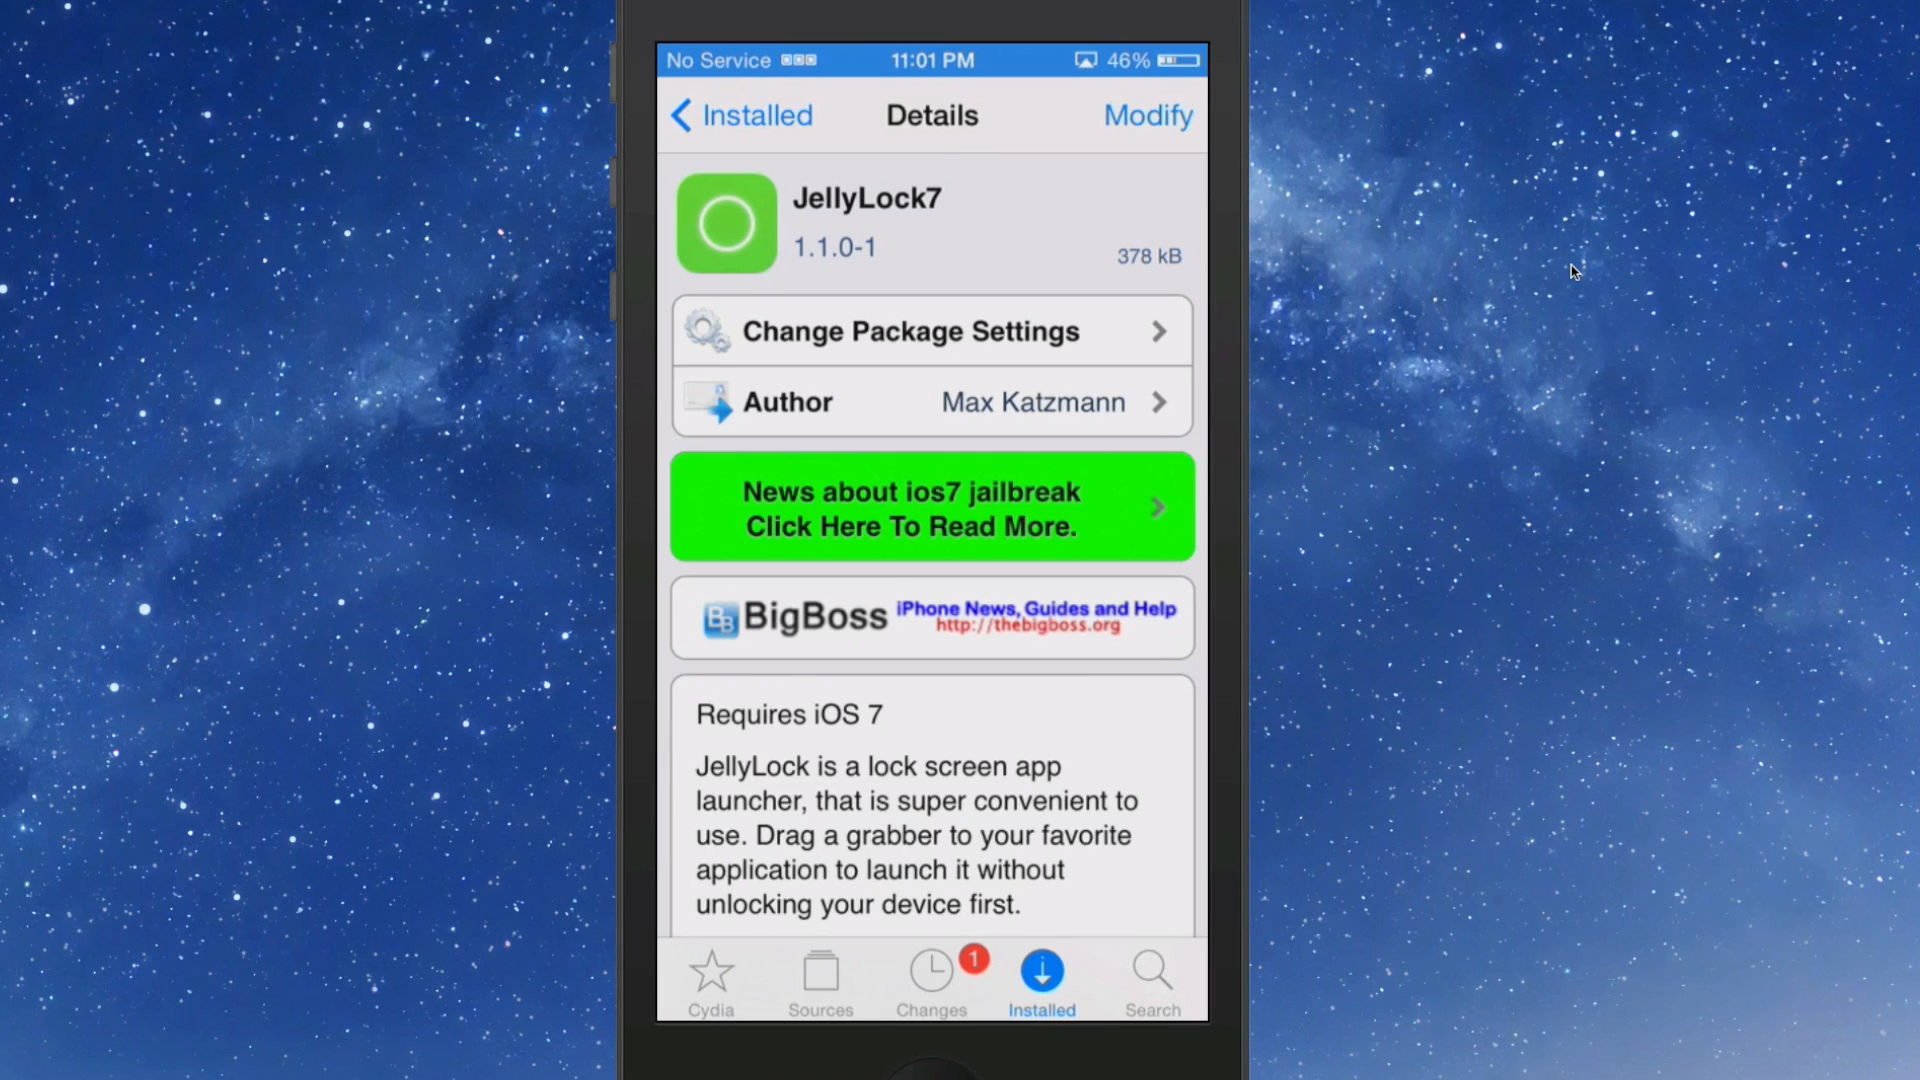 No Service 11:01 PM 46%
Installed Details Modify
JellyLock7
1.1.0-1
378 kB
Change Package Settings
Author Max Katzmann
News about ios7 jailbreak
Click Here To Read More.
BB BigBoss iPhone News, Guides and Help
http://thebigboss.org
Requires iOS 7
JellyLock is a lock screen app
launcher, that is super convenient to
use. Drag a grabber to your favorite
application to launch it without
unlocking your device first.
1
Cydia Sources Changes Installed Search